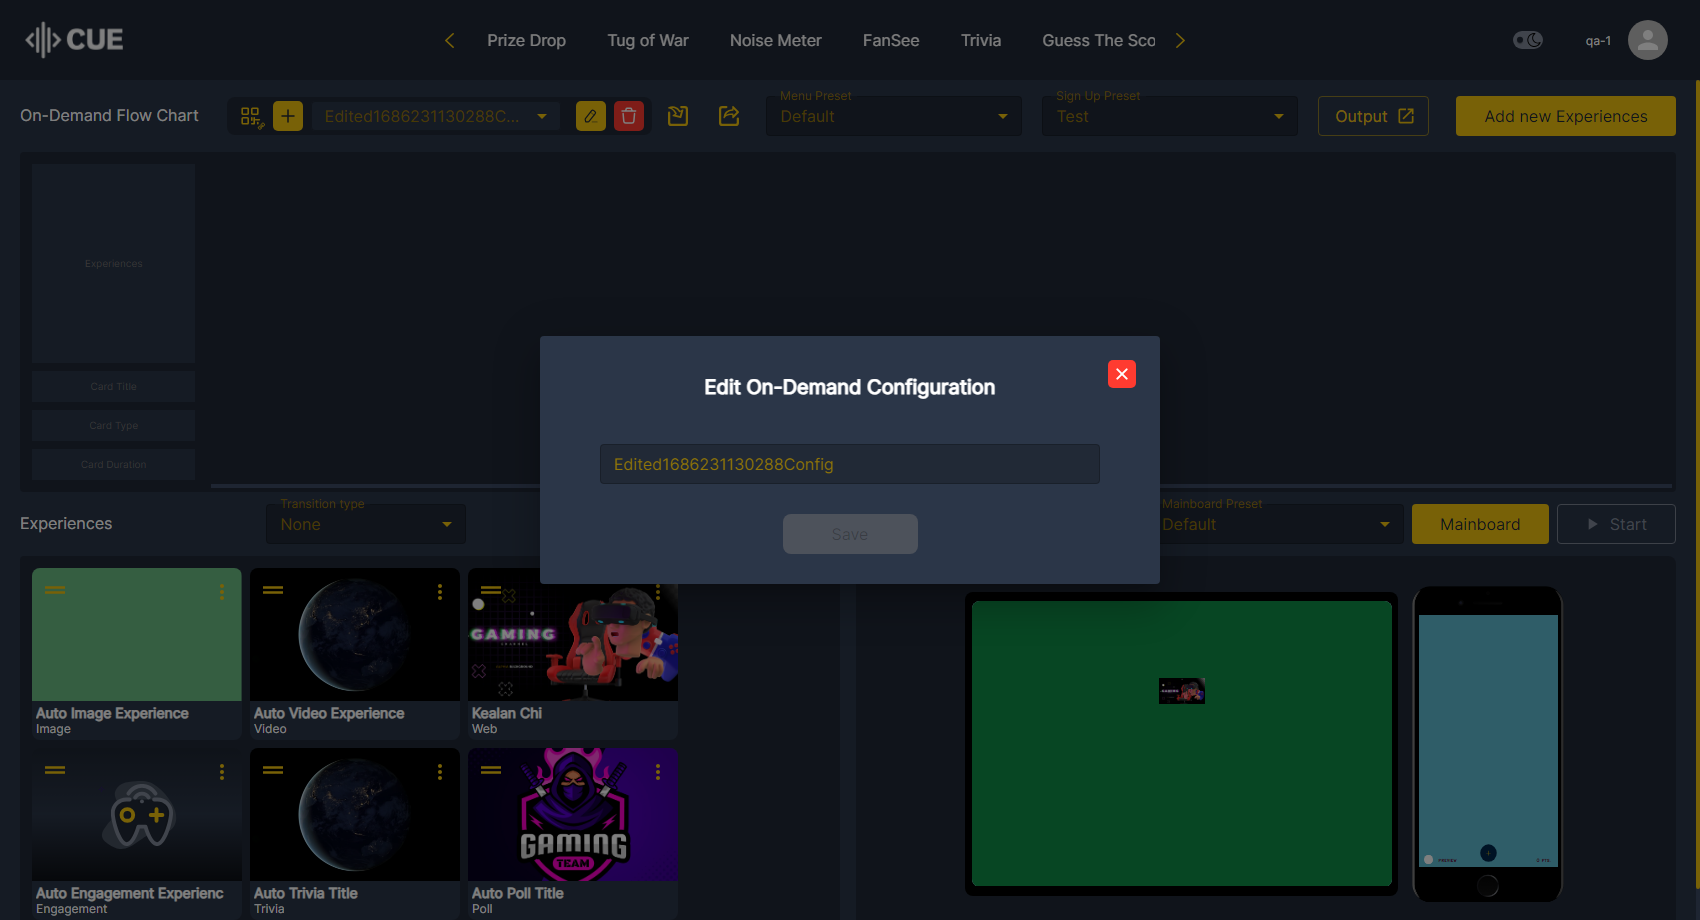 CUE
Prize Drop
Tug of War
Noise Meter
FanSee
Trivia
Guess The Sco
qa-1
On-Demand Flow Chart
Edited1686231130288C...
Menu Preset
Default
Sign Up Preset
Test
Output
Add new Experiences
Experiences
Card Title
Card Type
Card Duration
Edit On-Demand Configuration
Edited1686231130288Config
Save
Experiences
Transition type
None
Mainboard Preset
Default
Mainboard
Start
GAMING
Auto Image Experience
Image
Auto Video Experience
Video
Kealan Chi
Web
GAMING
TEAM
Auto Engagement Experienc
Engagement
Auto Trivia Title
Trivia
Auto Poll Title
Poll
PREVIEW
0 PTS